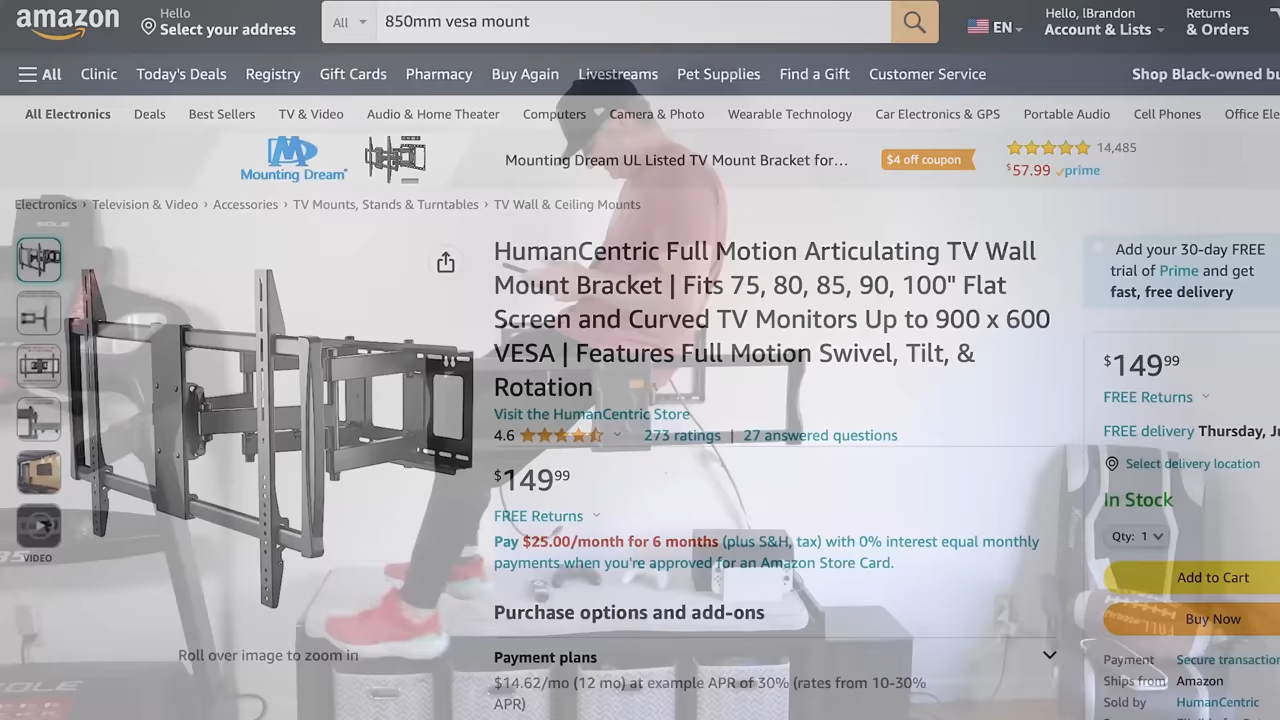 amazon
Hello
Select your address
All
850mm vesa mount
EN
Hello, lBrandon
Account & Lists
Returns
& Orders
All
Clinic
Today's Deals
Registry
Gift Cards
Pharmacy
Buy Again
Livestreams
Pet Supplies
Find a Gift
Customer Service
Shop Black-owned bu
All Electronics
Deals
Best Sellers
TV & Video
Audio & Home Theater
Computers
Camera & Photo
Wearable Technology
Car Electronics & GPS
Portable Audio
Cell Phones
Office Ele
Mounting Dream
Mounting Dream UL Listed TV Mount Bracket for...
$4 off coupon
14,485
$57.99 prime
Electronics › Television & Video › Accessories › TV Mounts, Stands & Turntables › TV Wall & Ceiling Mounts
SOLE
HumanCentric Full Motion Articulating TV Wall
Mount Bracket | Fits 75, 80, 85, 90, 100" Flat
Screen and Curved TV Monitors Up to 900 x 600
VESA | Features Full Motion Swivel, Tilt, &
Rotation
Visit the HumanCentric Store
4.6
273 ratings | 27 answered questions
$149 99
FREE Returns
Pay $25.00/month for 6 months (plus S&H, tax) with 0% interest equal monthly
payments when you're approved for an Amazon Store Card.
Purchase options and add-ons
Payment plans
$14.62/mo (12 mo) at example APR of 30% (rates from 10-30%
APR)
VIDEO
Roll over image to zoom in
SOLE
Add your 30-day FREE
trial of Prime and get
fast, free delivery
$149 99
FREE Returns
FREE delivery Thursday, Ju
Select delivery location
In Stock
Qty: 1
Add to Cart
Buy Now
Payment
Secure transaction
Ships from
Amazon
Sold by
HumanCentric